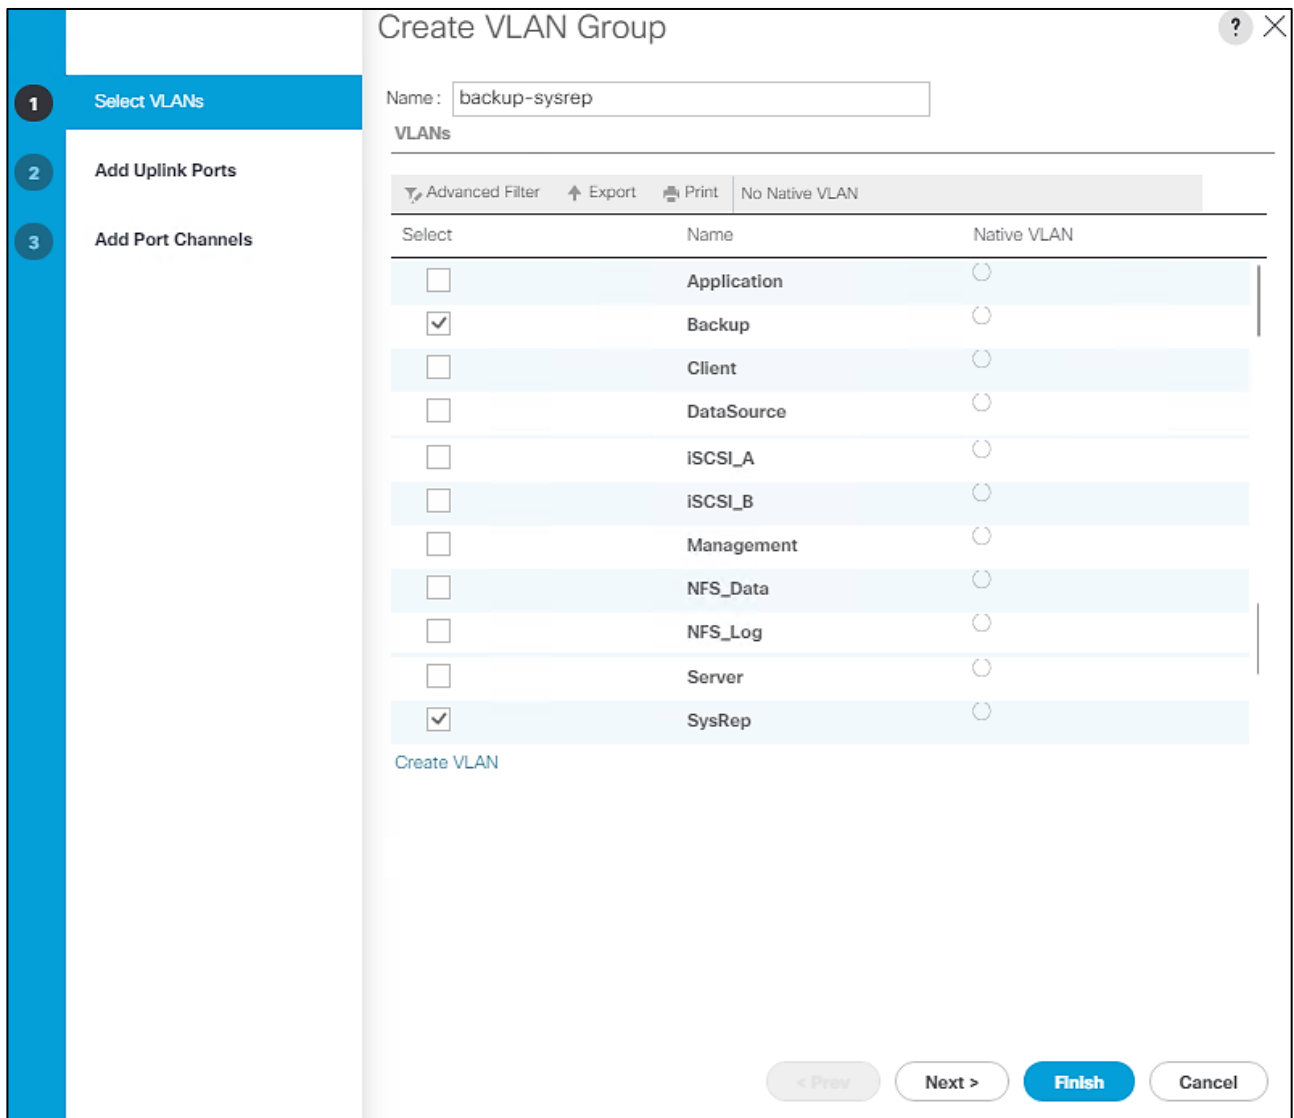 Create VLAN Group
?
1 Select VLANs
2 Add Uplink Ports
3 Add Port Channels
Name : backup-sysrep
VLANs
Advanced Filter Export Print No Native VLAN
Select Name Native VLAN
Application
Backup
Client
DataSource
iSCSI_A
iSCSI_B
Management
NFS_Data
NFS_Log
Server
SysRep
Create VLAN
< Prev Next > Finish Cancel